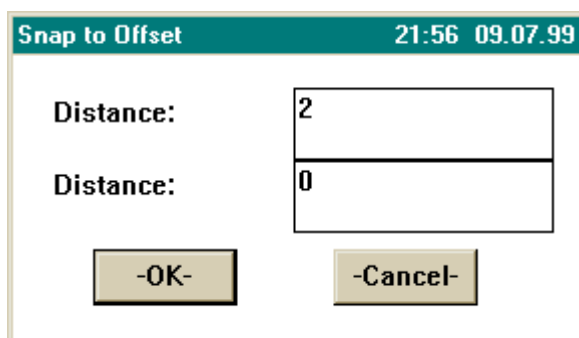 Snap to Offset 21:56 09.07.99
Distance: 2
Distance: 0
-OK- -Cancel-